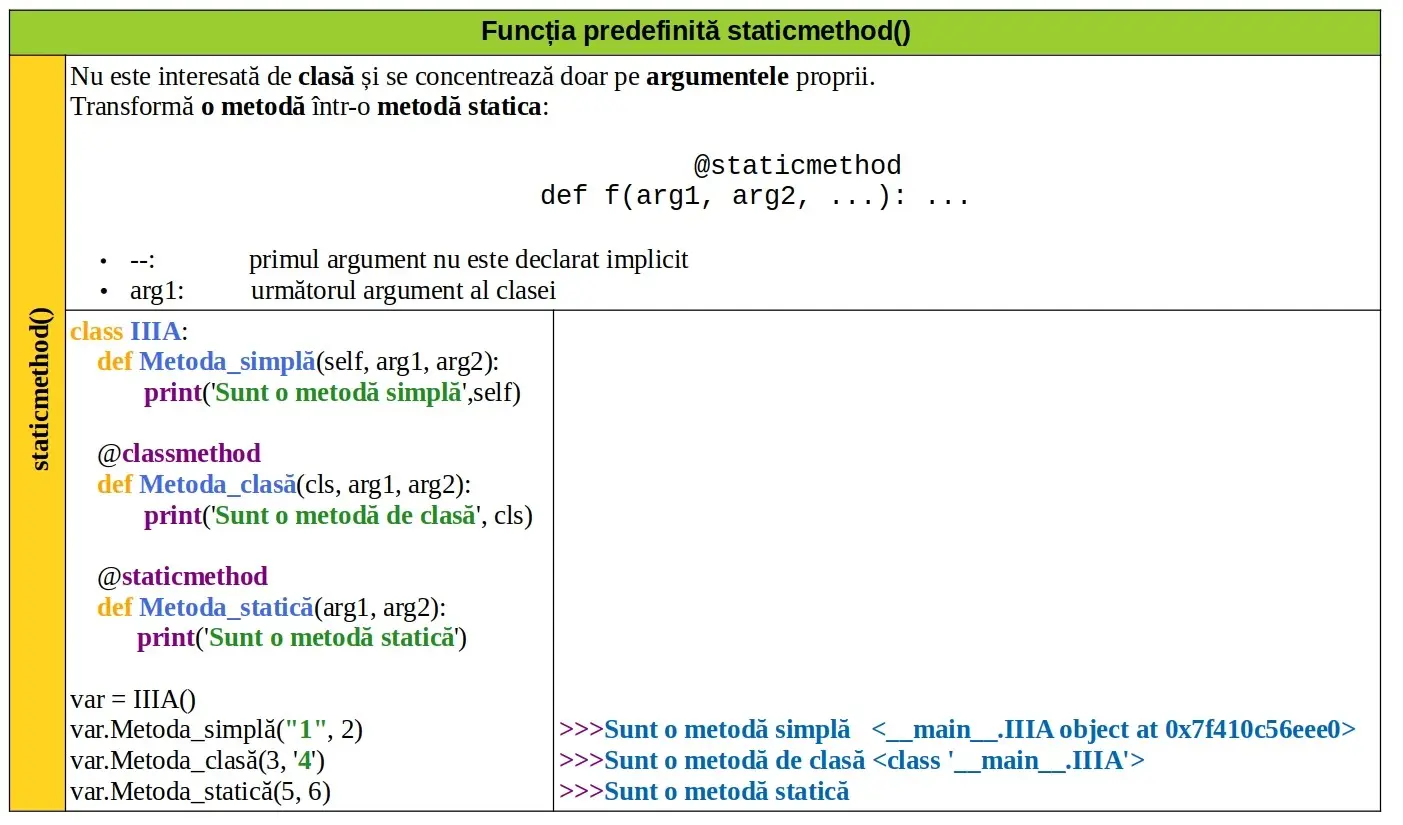 Funcția predefinită staticmethod()
staticmethod()
Nu este interesată de clasă și se concentrează doar pe argumentele proprii.
Transformă o metodă într-o metodă statica:
@staticmethod
def f(arg1, arg2, ...): ...
• --: primul argument nu este declarat implicit
• arg1: următorul argument al clasei
class IIIA:
def Metoda_simplă(self, arg1, arg2):
print('Sunt o metodă simplă',self)
@classmethod
def Metoda_clasă(cls, arg1, arg2):
print('Sunt o metodă de clasă', cls)
@staticmethod
def Metoda_statică(arg1, arg2):
print('Sunt o metodă statică')
var = IIIA()
var.Metoda_simplă("1", 2)
var.Metoda_clasă(3, '4')
var.Metoda_statică(5, 6)
>>>Sunt o metodă simplă <__main__.IIIA object at 0x7f410c56eee0>
>>>Sunt o metodă de clasă <class '__main__.IIIA'>
>>>Sunt o metodă statică